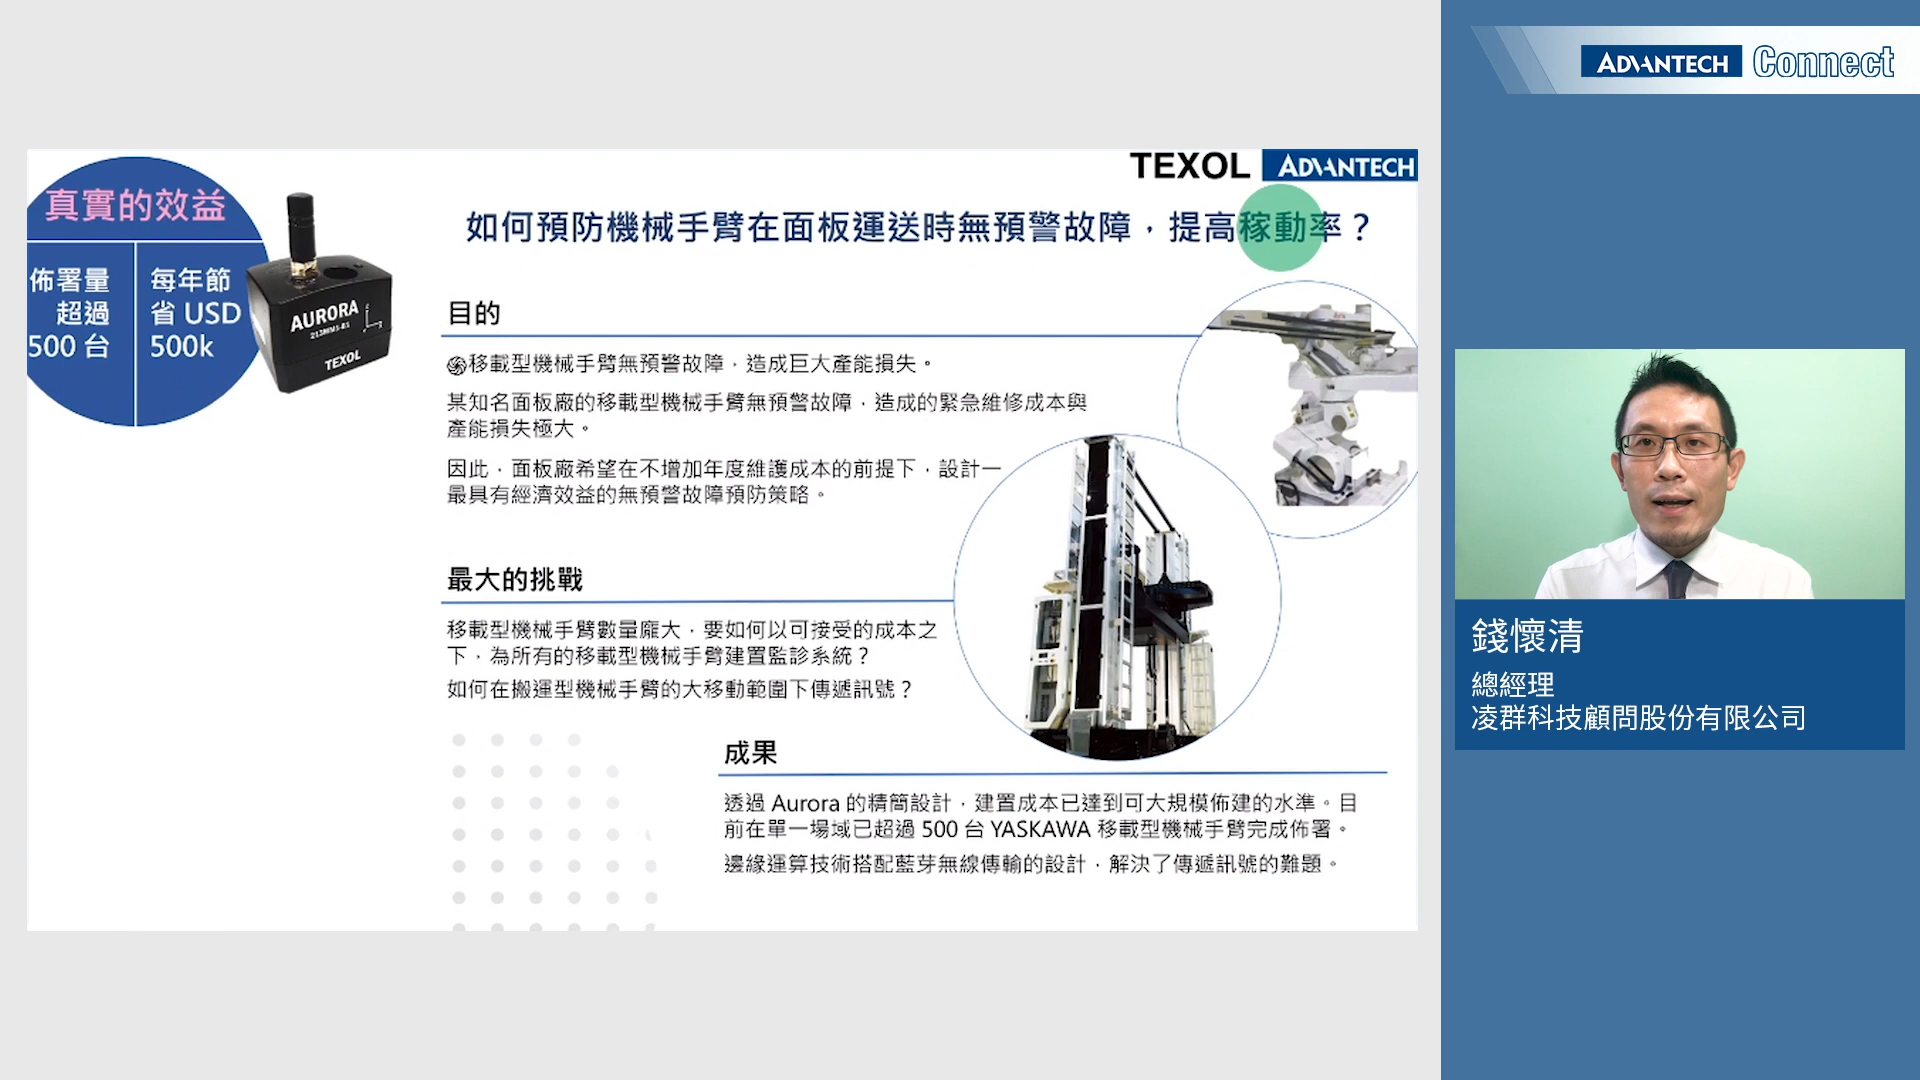 ADVANTECH Connect
TEXOL ADVANTECH
真實的效益
佈署量
超過
500 台
每年節
省 USD
500k
AURORA
TEXOL
如何預防機械手臂在面板運送時無預警故障，提高稼動率？
目的
移載型機械手臂無預警故障，造成巨大產能損失。
某知名面板廠的移載型機械手臂無預警故障，造成的緊急維修成本與
產能損失極大。
因此，面板廠希望在不增加年度維護成本的前提下，設計一
最具有經濟效益的無預警故障預防策略。
最大的挑戰
移載型機械手臂數量龐大，要如何以可接受的成本之
下，為所有的移載型機械手臂建置監診系統？
如何在搬運型機械手臂的大移動範圍下傳遞訊號？
成果
透過 Aurora 的精簡設計，建置成本已達到可大規模佈建的水準。目
前在單一場域已超過 500 台 YASKAWA 移載型機械手臂完成佈署。
邊緣運算技術搭配藍芽無線傳輸的設計，解決了傳遞訊號的難題。
錢懷清
總經理
凌群科技顧問股份有限公司